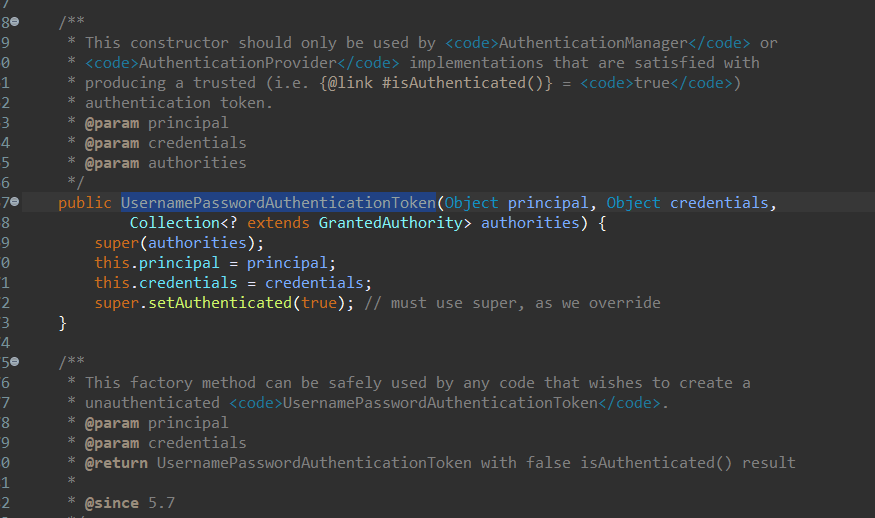 7
8 /**
9 * This constructor should only be used by <code>AuthenticationManager</code> or
0 * <code>AuthenticationProvider</code> implementations that are satisfied with
1 * producing a trusted (i.e. {@link #isAuthenticated()} = <code>true</code>)
2 * authentication token.
3 * @param principal
4 * @param credentials
5 * @param authorities
6 */
7 public UsernamePasswordAuthenticationToken(Object principal, Object credentials,
8 Collection<? extends GrantedAuthority> authorities) {
9 super(authorities);
0 this.principal = principal;
1 this.credentials = credentials;
2 super.setAuthenticated(true); // must use super, as we override
3 }
4
5 /**
6 * This factory method can be safely used by any code that wishes to create a
7 * unauthenticated <code>UsernamePasswordAuthenticationToken</code>.
8 * @param principal
9 * @param credentials
0 * @return UsernamePasswordAuthenticationToken with false isAuthenticated() result
1 *
2 * @since 5.7